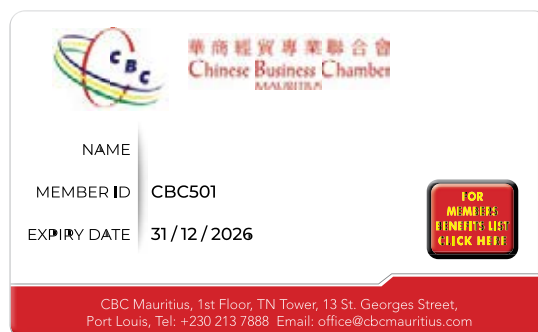 CBC
華商經貿專業聯合會
Chinese Business Chamber
MAURITIUS
NAME
MEMBER ID CBC501
EXPIRY DATE 31 / 12 / 2026
FOR
MEMBERS
BENEFITS LIST
CLICK HERE
CBC Mauritius, 1st Floor, TN Tower, 13 St. Georges Street,
Port Louis, Tel: +230 213 7888 Email: office@cbcmauritius.com